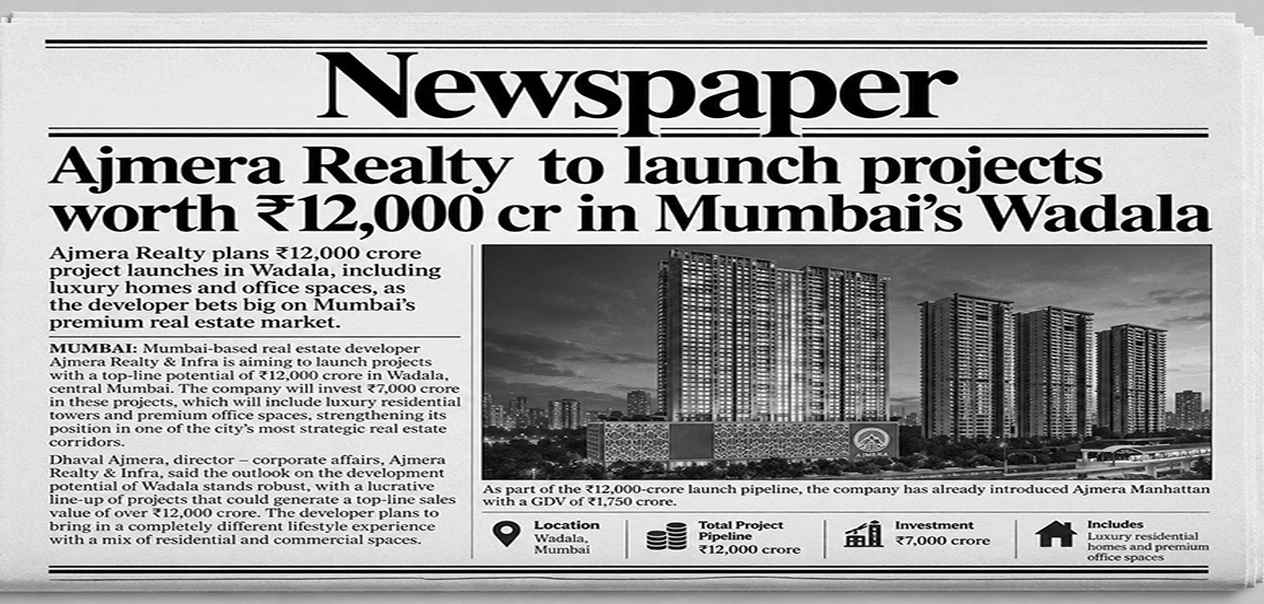 Newspaper
Ajmera Realty to launch projects
worth ₹12,000 cr in Mumbai's Wadala
Ajmera Realty plans ₹12,000 crore
project launches in Wadala, including
luxury homes and office spaces, as
the developer bets big on Mumbai's
premium real estate market.
MUMBAI: Mumbai-based real estate developer
Ajmera Realty & Infra is aiming to launch projects
with a top-line potential of ₹12,000 crore in Wadala,
central Mumbai. The company will invest ₹7,000 crore
in these projects, which will include luxury residential
towers and premium office spaces, strengthening its
position in one of the city's most strategic real estate
corridors.
Dhaval Ajmera, director – corporate affairs, Ajmera
Realty & Infra, said the outlook on the development
potential of Wadala stands robust, with a lucrative
line-up of projects that could generate a top-line sales
value of over ₹12,000 crore. The developer plans to
bring in a completely different lifestyle experience
with a mix of residential and commercial spaces.
AJMERA
As part of the ₹12,000-crore launch pipeline, the company has already introduced Ajmera Manhattan
with a GDV of ₹1,750 crore.
Location
Wadala,
Mumbai
Total Project
Pipeline
₹12,000 crore
Investment
₹7,000 crore
Includes
Luxury residential
homes and premium
office spaces